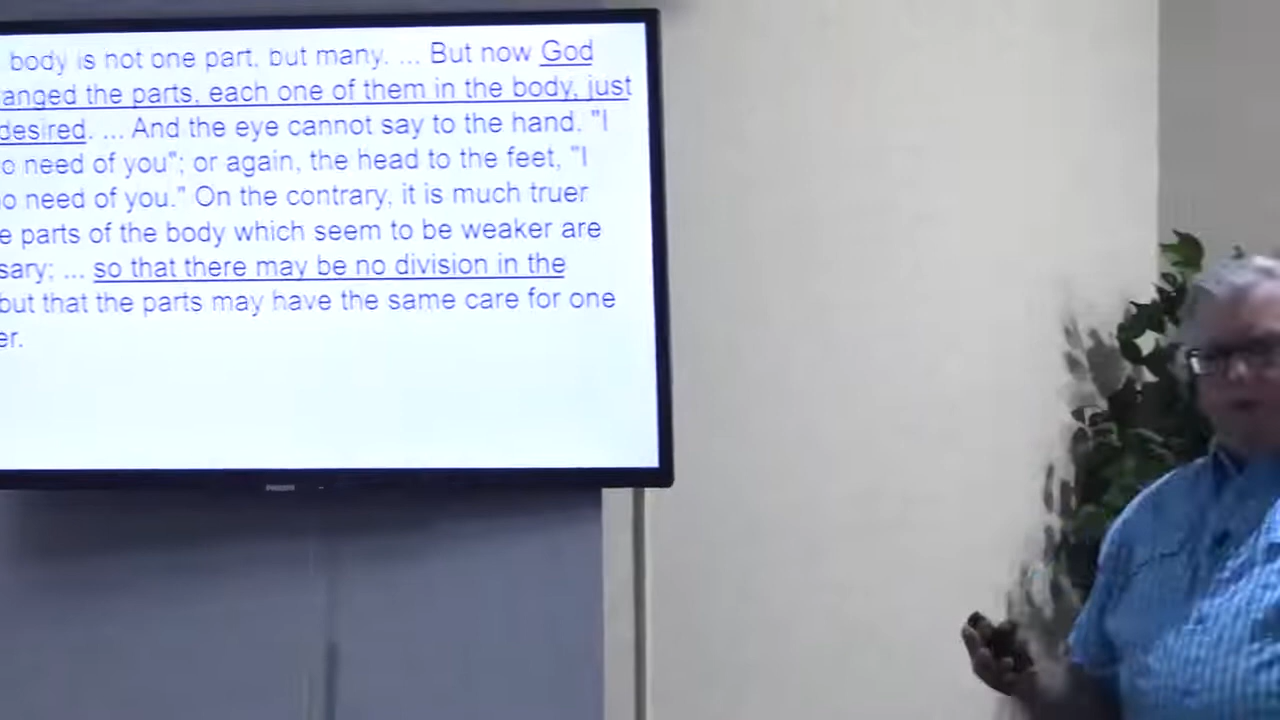 body is not one part, but many. ... But now God
anged the parts, each one of them in the body, just
desired. ... And the eye cannot say to the hand, "I
o need of you"; or again, the head to the feet, "I
o need of you." On the contrary, it is much truer
e parts of the body which seem to be weaker are
sary; ... so that there may be no division in the
but that the parts may have the same care for one
er.
PHILIPS